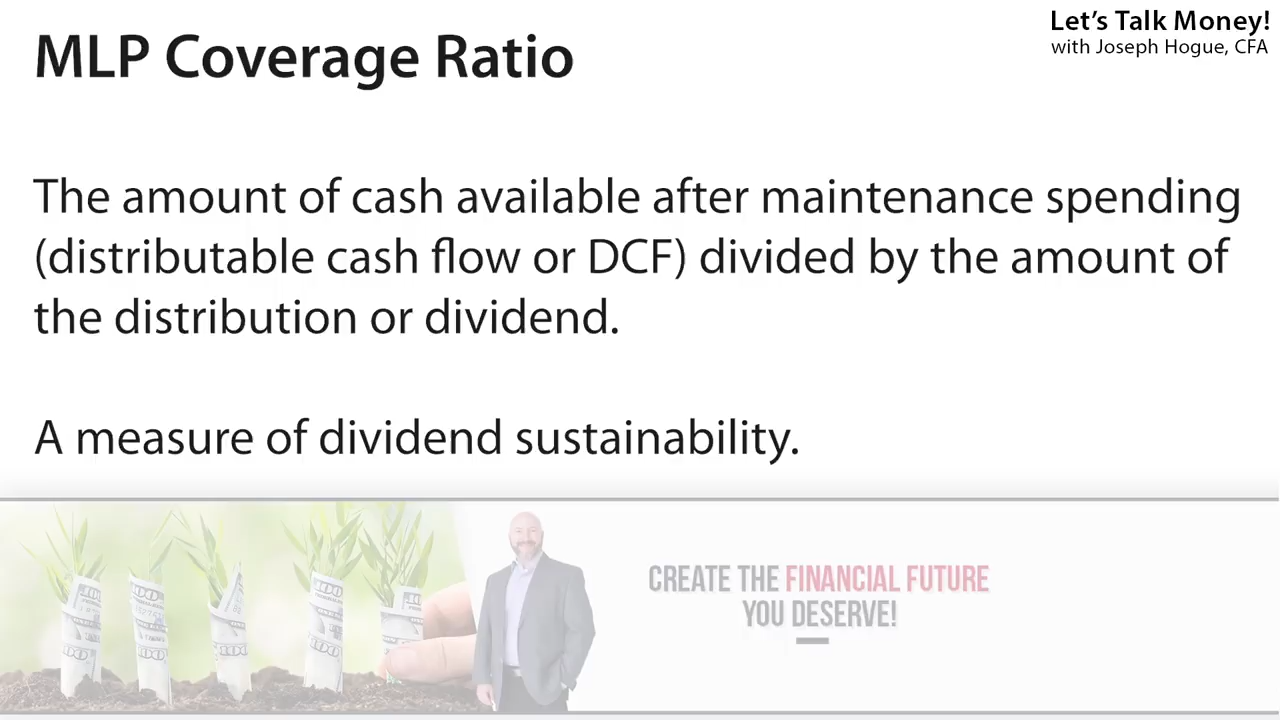 Let's Talk Money!
with Joseph Hogue, CFA
MLP Coverage Ratio
The amount of cash available after maintenance spending
(distributable cash flow or DCF) divided by the amount of
the distribution or dividend.
A measure of dividend sustainability.
CREATE THE FINANCIAL FUTURE
YOU DESERVE!